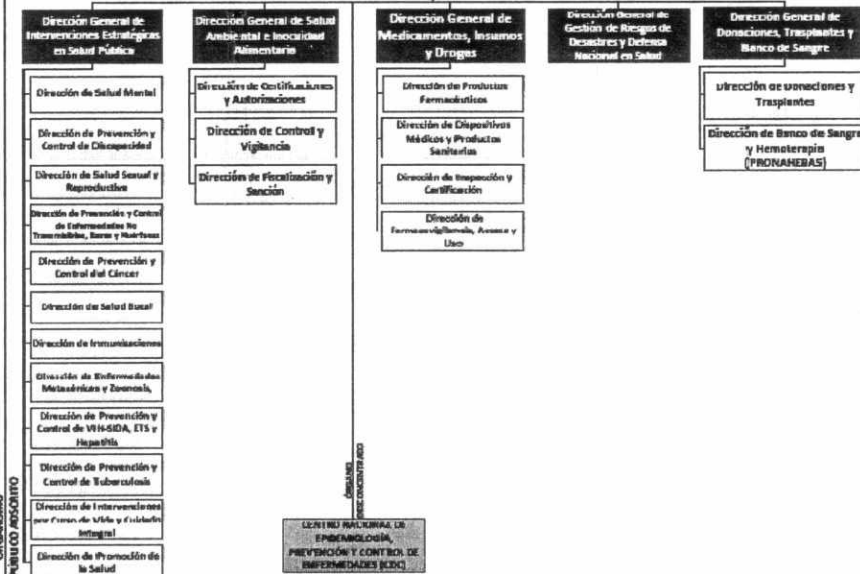 Dirección General de
Intervenciones Estratégicas
en Salud Pública
Dirección de Salud Mental
Dirección de Prevención y
Control de Discapacidad
Dirección de Salud Sexual y
Reproductiva
Dirección de Prevención y Control
de Enfermedades No
Transmisibles, Raras y Huérfanas
Dirección de Prevención y
Control del Cáncer
Dirección de Salud Bucal
Dirección de Inmunizaciones
Dirección de Enfermedades
Metaxénicas y Zoonosis,
Dirección de Prevención y
Control de VIH-SIDA, ETS y
Hepatitis
Dirección de Prevención y
Control de Tuberculosis
Dirección de Intervenciones
por Curso de Vida y Cuidado
Integral
Dirección de Promoción de
la Salud
Dirección General de Salud
Ambiental e Inocuidad
Alimentaria
Dirección de Certificaciones
y Autorizaciones
Dirección de Control y
Vigilancia
Dirección de Fiscalización y
Sanción
Dirección General de
Medicamentos, Insumos
y Drogas
Dirección de Productos
Farmacéuticos
Dirección de Dispositivos
Médicos y Productos
Sanitarios
Dirección de Inspección y
Certificación
Dirección de
Farmacovigilancia, Acceso y
Uso
Dirección General de
Gestión de Riesgos de
Desastres y Defensa
Nacional en Salud
Dirección General de
Donaciones, Trasplantes y
Banco de Sangre
Dirección de Donaciones y
Trasplantes
Dirección de Banco de Sangre
y Hemoterapia
(PRONAHEBAS)
ÓRGANO
DESCONCENTRADO
CENTRO NACIONAL DE
EPIDEMIOLOGÍA,
PREVENCIÓN Y CONTROL DE
ENFERMEDADES (CDC)
PÚBLICO ADSCRITO